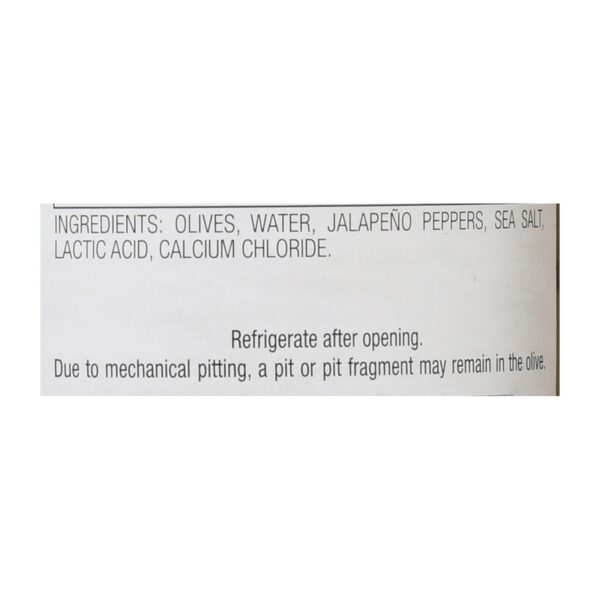 INGREDIENTS: OLIVES, WATER, JALAPEÑO PEPPERS, SEA SALT,
LACTIC ACID, CALCIUM CHLORIDE.
Refrigerate after opening.
Due to mechanical pitting, a pit or pit fragment may remain in the olive.